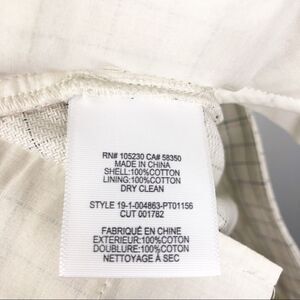 RN# 105230 CA# 58350
MADE IN CHINA
SHELL:100%COTTON
LINING:100%COTTON
DRY CLEAN
STYLE 19-1-004863-PT01156
CUT 001782
FABRIQUÉ EN CHINE
EXTERIEUR:100%COTON
DOUBLURE:100%COTON
NETTOYAGE À SEC